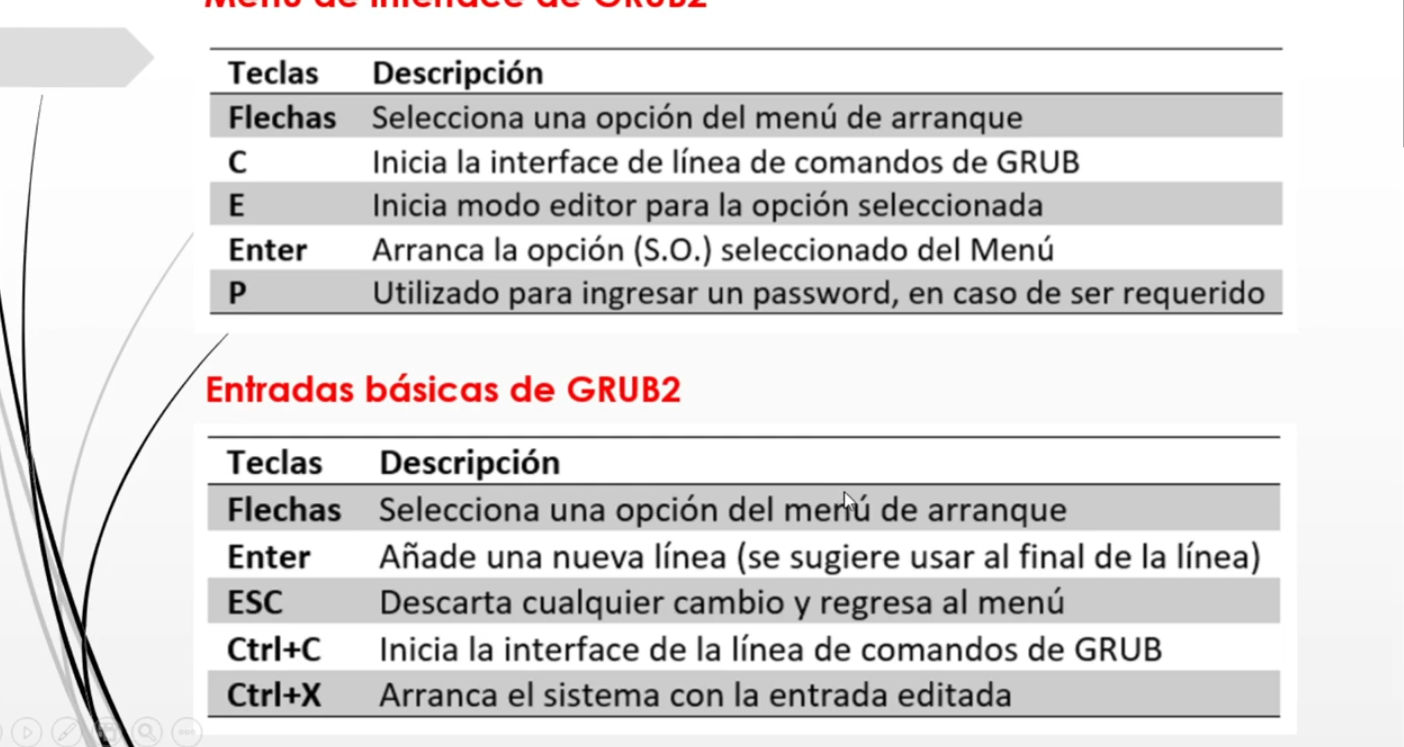 Menú de interface de GRUB2
Teclas Descripción
Flechas Selecciona una opción del menú de arranque
C Inicia la interface de línea de comandos de GRUB
E Inicia modo editor para la opción seleccionada
Enter Arranca la opción (S.O.) seleccionado del Menú
P Utilizado para ingresar un password, en caso de ser requerido
Entradas básicas de GRUB2
Teclas Descripción
Flechas Selecciona una opción del menú de arranque
Enter Añade una nueva línea (se sugiere usar al final de la línea)
ESC Descarta cualquier cambio y regresa al menú
Ctrl+C Inicia la interface de la línea de comandos de GRUB
Ctrl+X Arranca el sistema con la entrada editada